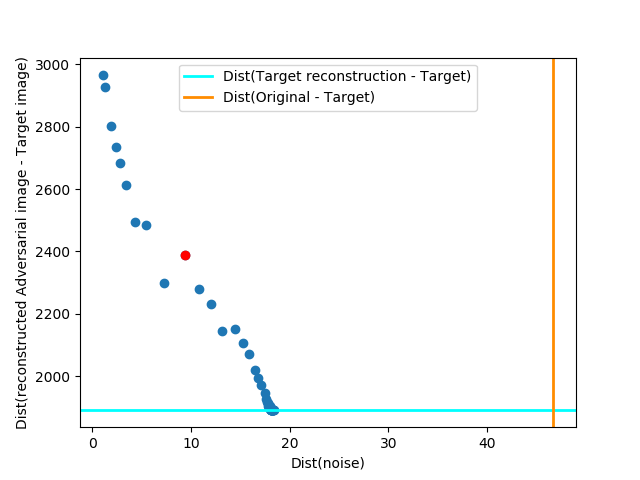 Dist(Target reconstruction - Target)
Dist(Original - Target)
3000
2800
2600
2400
2200
2000
Dist(reconstructed Adversarial image - Target image)
0 10 20 30 40
Dist(noise)